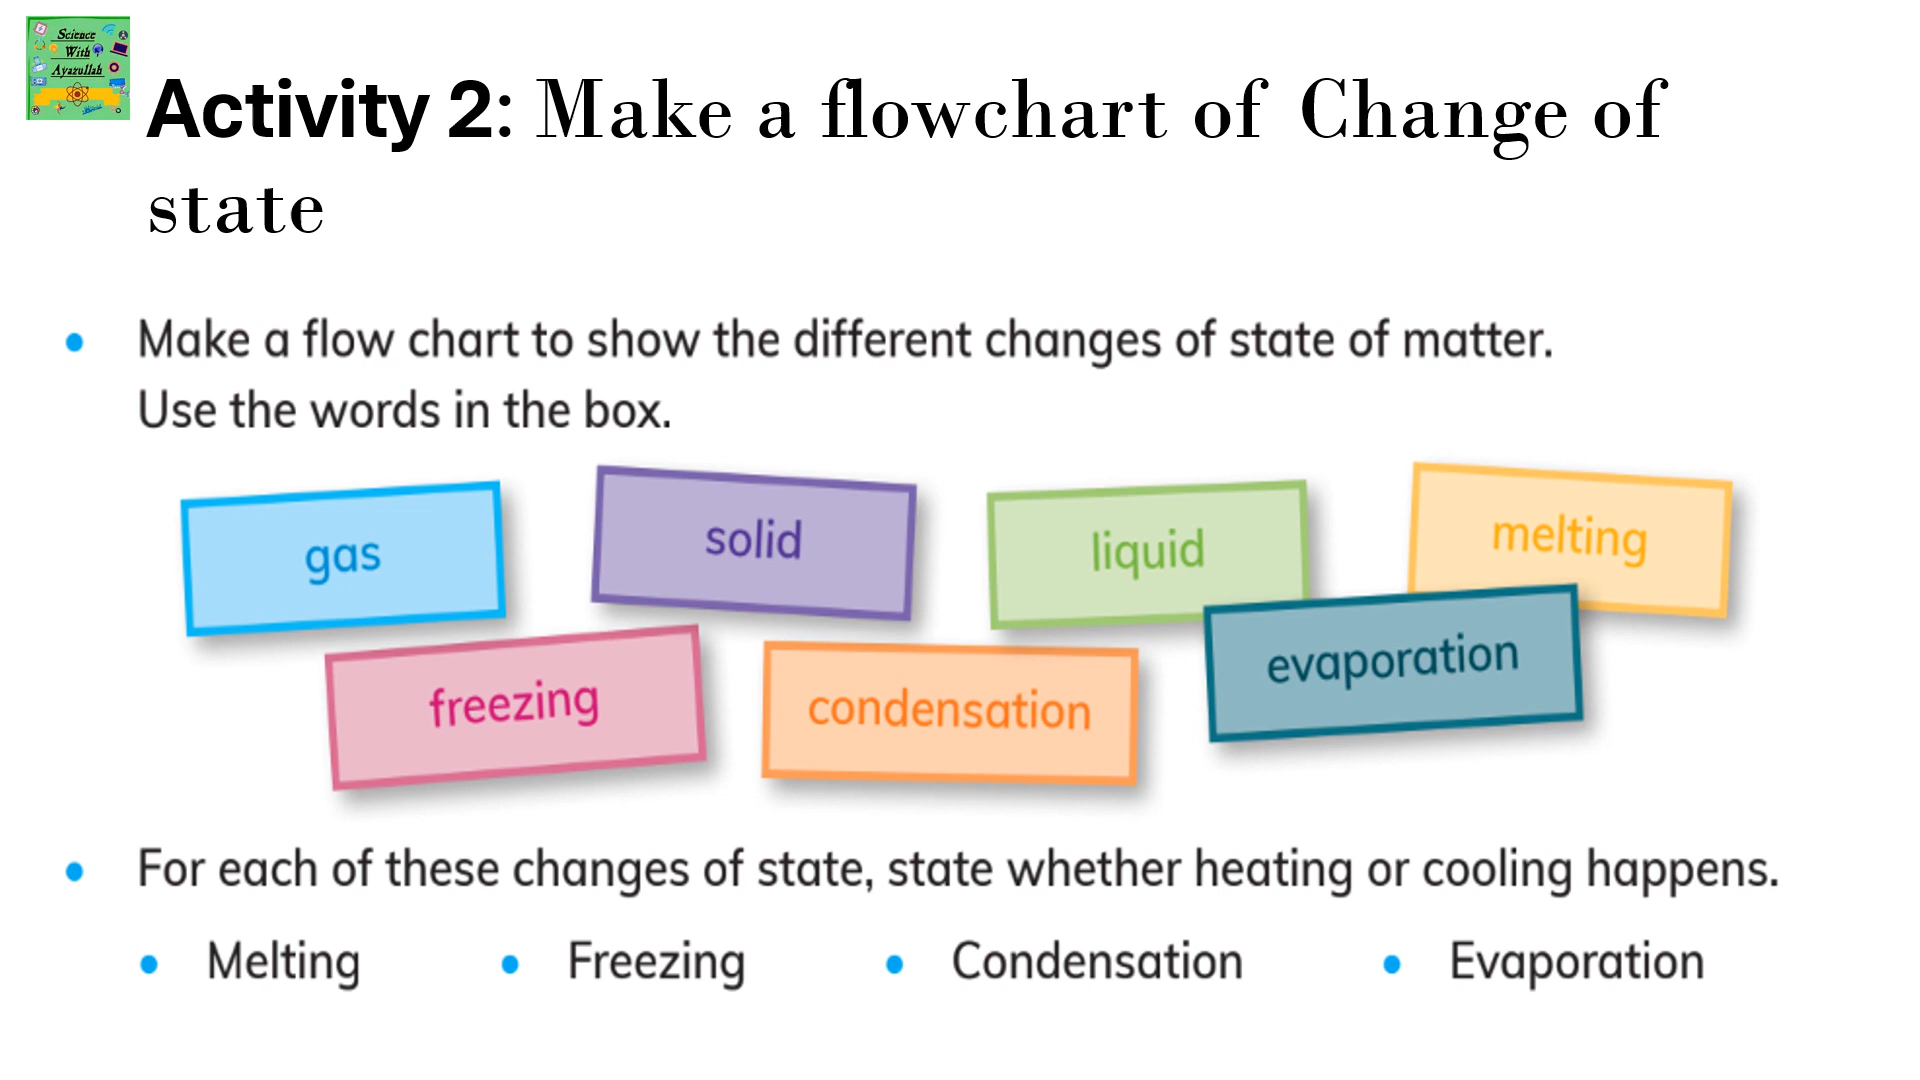 Science
With
Ayazullah
Activity 2: Make a flowchart of Change of
state
Make a flow chart to show the different changes of state of matter.
Use the words in the box.
gas
solid
liquid
melting
freezing
condensation
evaporation
For each of these changes of state, state whether heating or cooling happens.
Melting
Freezing
Condensation
Evaporation